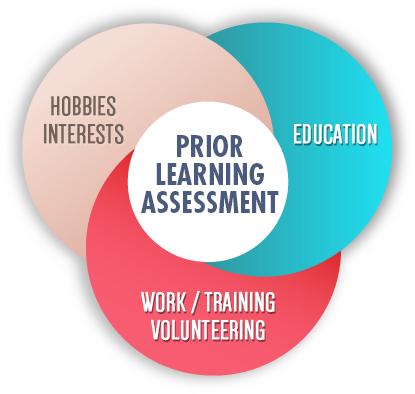 HOBBIES
INTERESTS
EDUCATION
PRIOR
LEARNING
ASSESSMENT
WORK / TRAINING
VOLUNTEERING